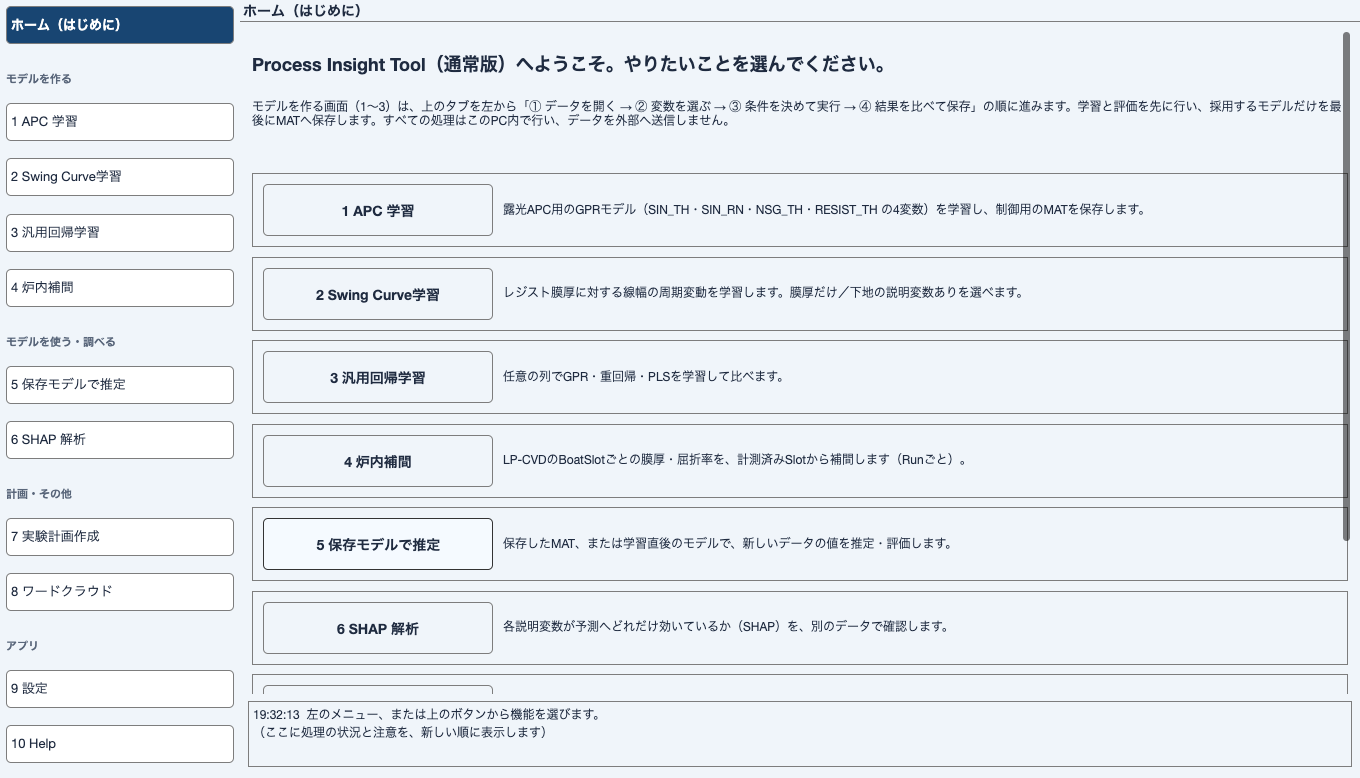 ホーム（はじめに）
モデルを作る
1 APC 学習
2 Swing Curve学習
3 汎用回帰学習
4 炉内補間
モデルを使う・調べる
5 保存モデルで推定
6 SHAP 解析
計画・その他
7 実験計画作成
8 ワードクラウド
アプリ
9 設定
10 Help
ホーム（はじめに）
Process Insight Tool（通常版）へようこそ。やりたいことを選んでください。
モデルを作る画面（1〜3）は、上のタブを左から「① データを開く → ② 変数を選ぶ → ③ 条件を決めて実行 → ④ 結果を比べて保存」の順に進みます。学習と評価を先に行い、採用するモデルだけを最
後にMATへ保存します。すべての処理はこのPC内で行い、データを外部へ送信しません。
1 APC 学習
露光APC用のGPRモデル（SIN_TH・SIN_RN・NSG_TH・RESIST_TH の4変数）を学習し、制御用のMATを保存します。
2 Swing Curve学習
レジスト膜厚に対する線幅の周期変動を学習します。膜厚だけ／下地の説明変数ありを選べます。
3 汎用回帰学習
任意の列でGPR・重回帰・PLSを学習して比べます。
4 炉内補間
LP-CVDのBoatSlotごとの膜厚・屈折率を、計測済みSlotから補間します（Runごと）。
5 保存モデルで推定
保存したMAT、または学習直後のモデルで、新しいデータの値を推定・評価します。
6 SHAP 解析
各説明変数が予測へどれだけ効いているか（SHAP）を、別のデータで確認します。
19:32:13 左のメニュー、または上のボタンから機能を選びます。
（ここに処理の状況と注意を、新しい順に表示します）